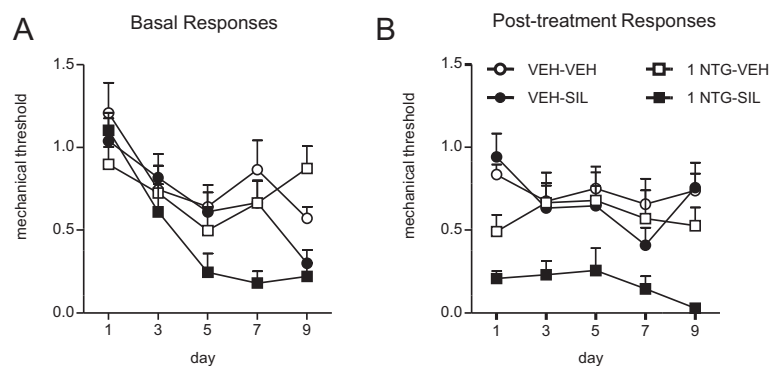 A
Basal Responses
B
Post-treatment Responses
1.5
1.0
0.5
0.0
mechanical threshold
1 3 5 7 9
day
1.5
1.0
0.5
0.0
mechanical threshold
VEH-VEH
1 NTG-VEH
VEH-SIL
1 NTG-SIL
1 3 5 7 9
day